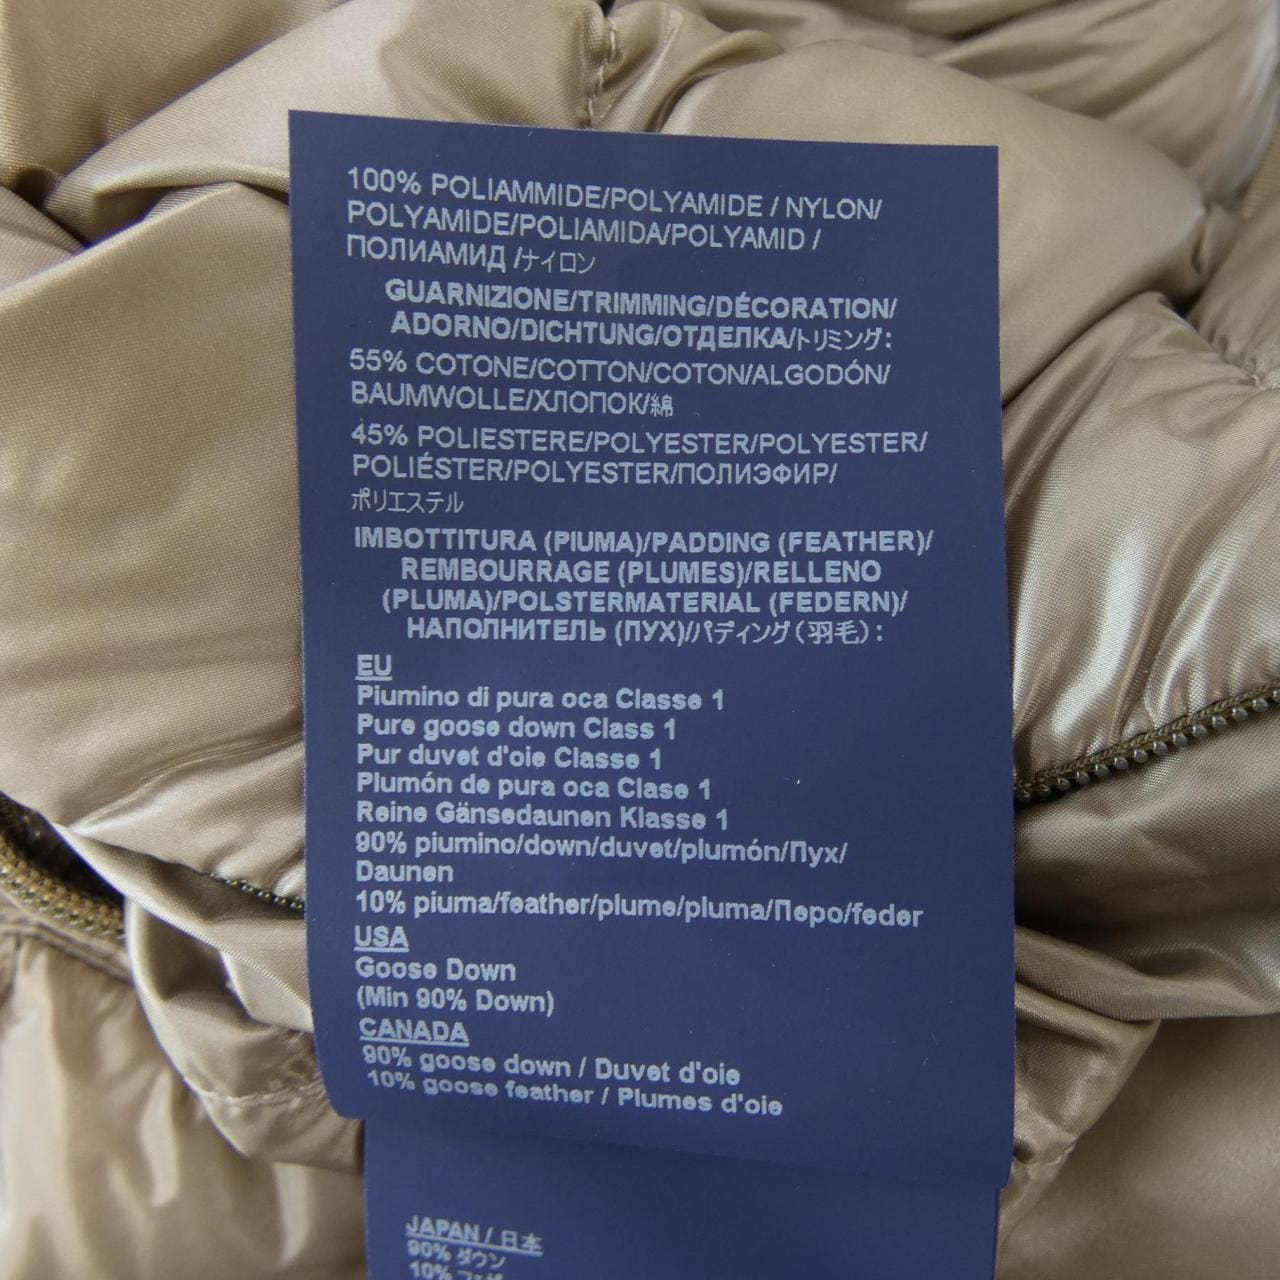 100% POLIAMMIDE/POLYAMIDE / NYLON/
POLYAMIDE/POLIAMIDA/POLYAMID /
ПОЛИАМИД /ナイロン
GUARNIZIONE/TRIMMING/DÉCORATION/
ADORNO/DICHTUNG/ОТДЕЛКА/トリミング:
55% COTONE/COTTON/COTON/ALGODÓN/
BAUMWOLLE/ХЛОПОК/綿
45% POLIESTERE/POLYESTER/POLYESTER/
POLIÉSTER/POLYESTER/ПОЛИЭФИР/
ポリエステル
IMBOTTITURA (PIUMA)/PADDING (FEATHER)/
REMBOURRAGE (PLUMES)/RELLENO
(PLUMA)/POLSTERMATERIAL (FEDERN)/
НАПОЛНИТЕЛЬ (ПУХ)/パディング(羽毛):
EU
Piumino di pura oca Classe 1
Pure goose down Class 1
Pur duvet d'oie Classe 1
Plumón de pura oca Clase 1
Reine Gänsedaunen Klasse 1
90% piumino/down/duvet/plumón/Пух/
Daunen
10% piuma/feather/plume/pluma/Перо/feder
USA
Goose Down
(Min 90% Down)
CANADA
90% goose down / Duvet d'oie
10% goose feather / Plumes d'oie
JAPAN / 日本
90% ダウン
10%